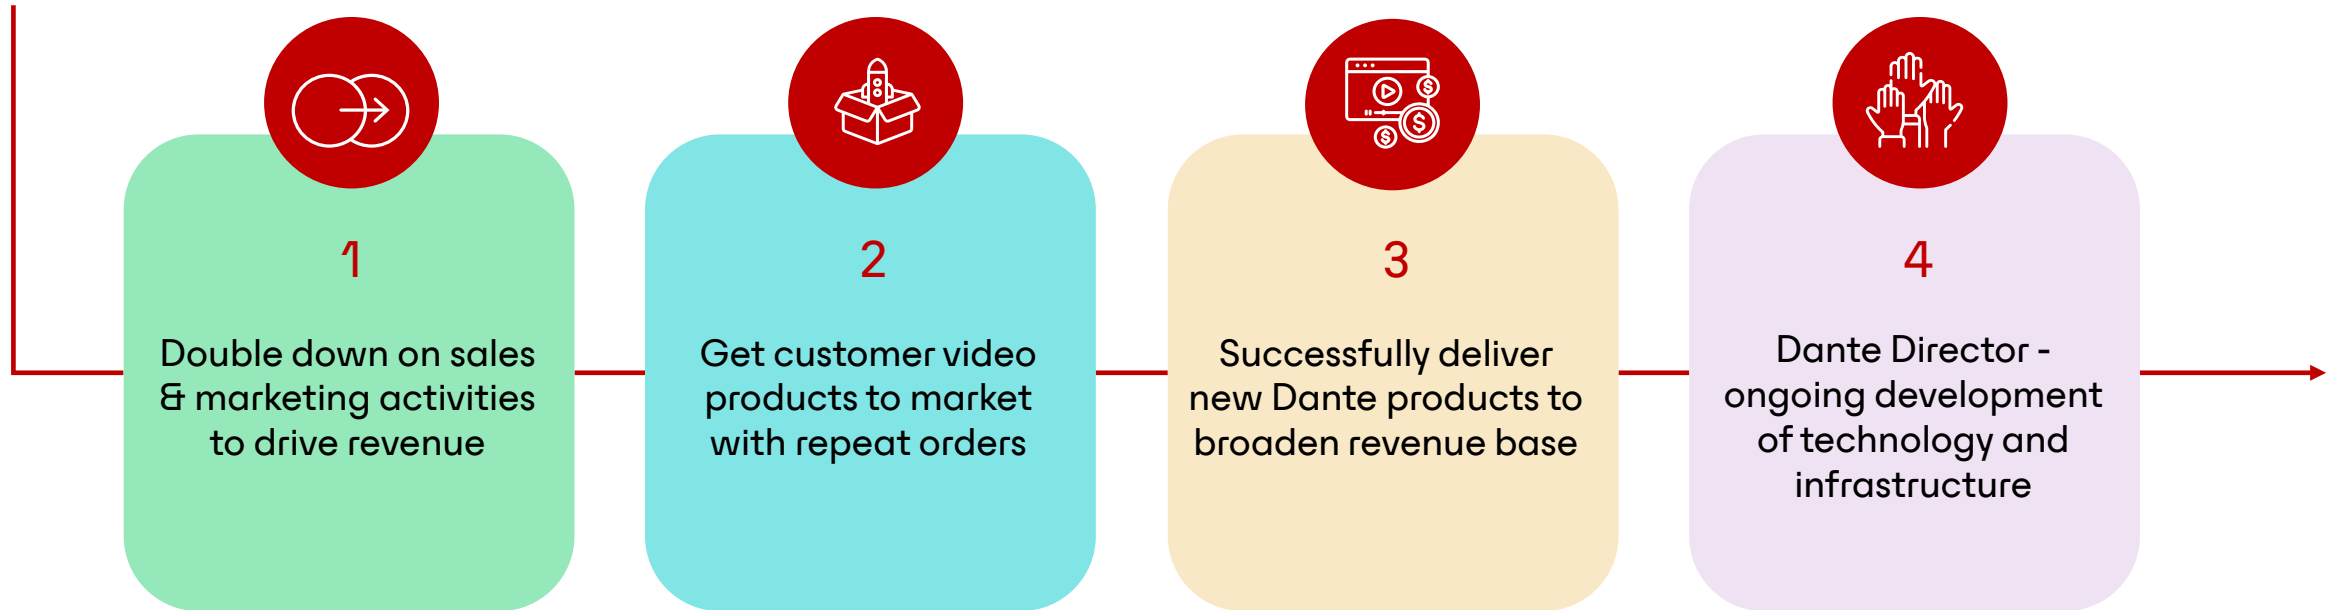 1
Double down on sales
& marketing activities
to drive revenue
2
Get customer video
products to market
with repeat orders
3
Successfully deliver
new Dante products to
broaden revenue base
4
Dante Director -
ongoing development
of technology and
infrastructure